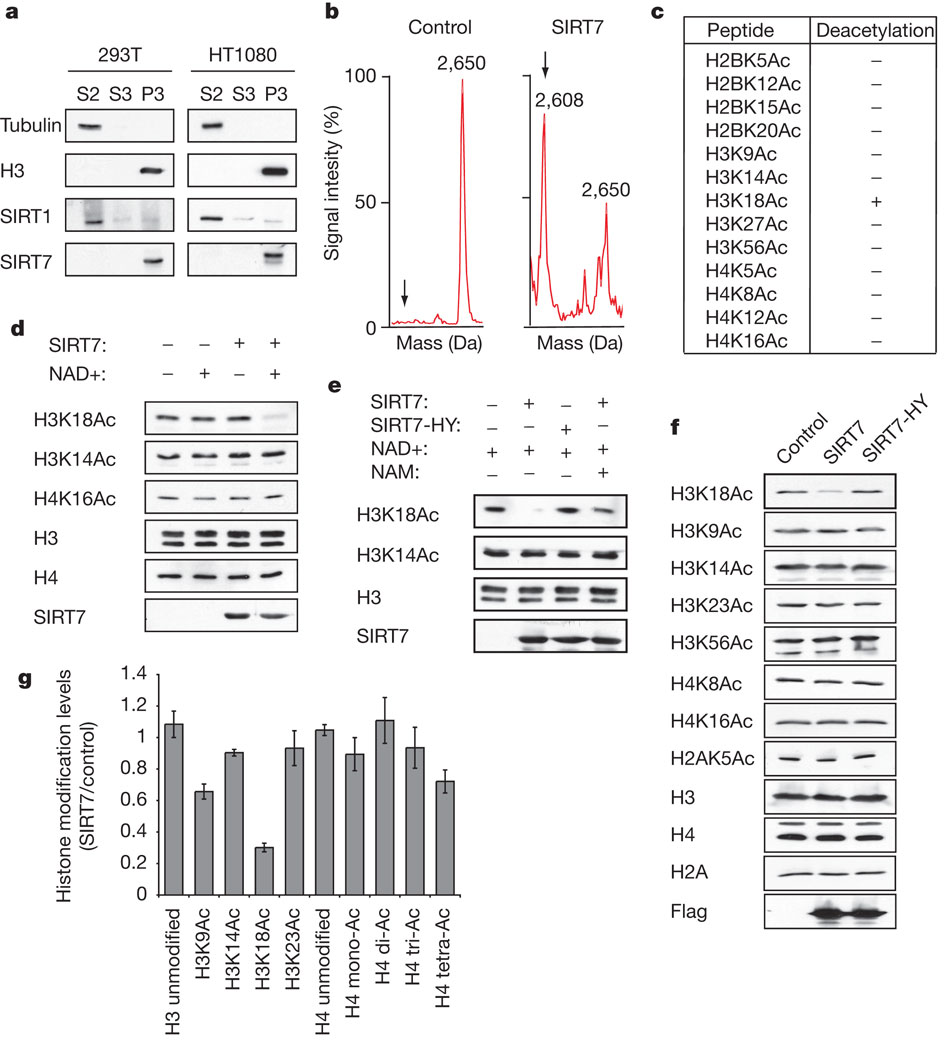 a
293T HT1080
S2 S3 P3 S2 S3 P3
Tubulin
H3
SIRT1
SIRT7
b
Control SIRT7
Signal intesity (%)
100
50
0
2,650
2,608
2,650
Mass (Da) Mass (Da)
c
Peptide Deacetylation
H2BK5Ac –
H2BK12Ac –
H2BK15Ac –
H2BK20Ac –
H3K9Ac –
H3K14Ac –
H3K18Ac +
H3K27Ac –
H3K56Ac –
H4K5Ac –
H4K8Ac –
H4K12Ac –
H4K16Ac –
d
SIRT7: – – + +
NAD+: – + – +
H3K18Ac
H3K14Ac
H4K16Ac
H3
H4
SIRT7
e
SIRT7: – + – +
SIRT7-HY: – – + –
NAD+: + + + +
NAM: – – – +
H3K18Ac
H3K14Ac
H3
SIRT7
f
Control SIRT7 SIRT7-HY
H3K18Ac
H3K9Ac
H3K14Ac
H3K23Ac
H3K56Ac
H4K8Ac
H4K16Ac
H2AK5Ac
H3
H4
H2A
Flag
g
Histone modification levels
(SIRT7/control)
1.4
1.2
1
0.8
0.6
0.4
0.2
0
H3 unmodified
H3K9Ac
H3K14Ac
H3K18Ac
H3K23Ac
H4 unmodified
H4 mono-Ac
H4 di-Ac
H4 tri-Ac
H4 tetra-Ac